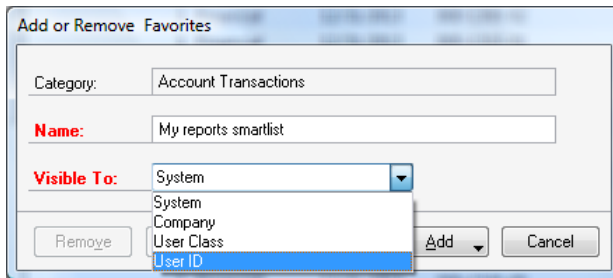 Add or Remove Favorites
Category: Account Transactions
Name: My reports smartlist
Visible To: System
System
Company
User Class
User ID
Remove Add Cancel